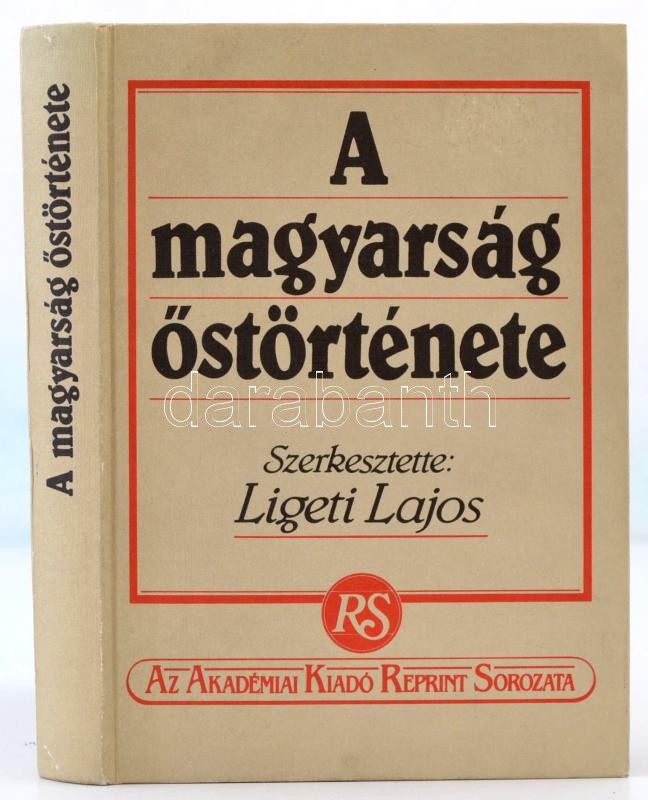 A magyarság őstörténete
A
magyarság
őstörténete
darabanth
Szerkesztette:
Ligeti Lajos
RS
AZ AKADÉMIAI KIADÓ REPRINT SOROZATA